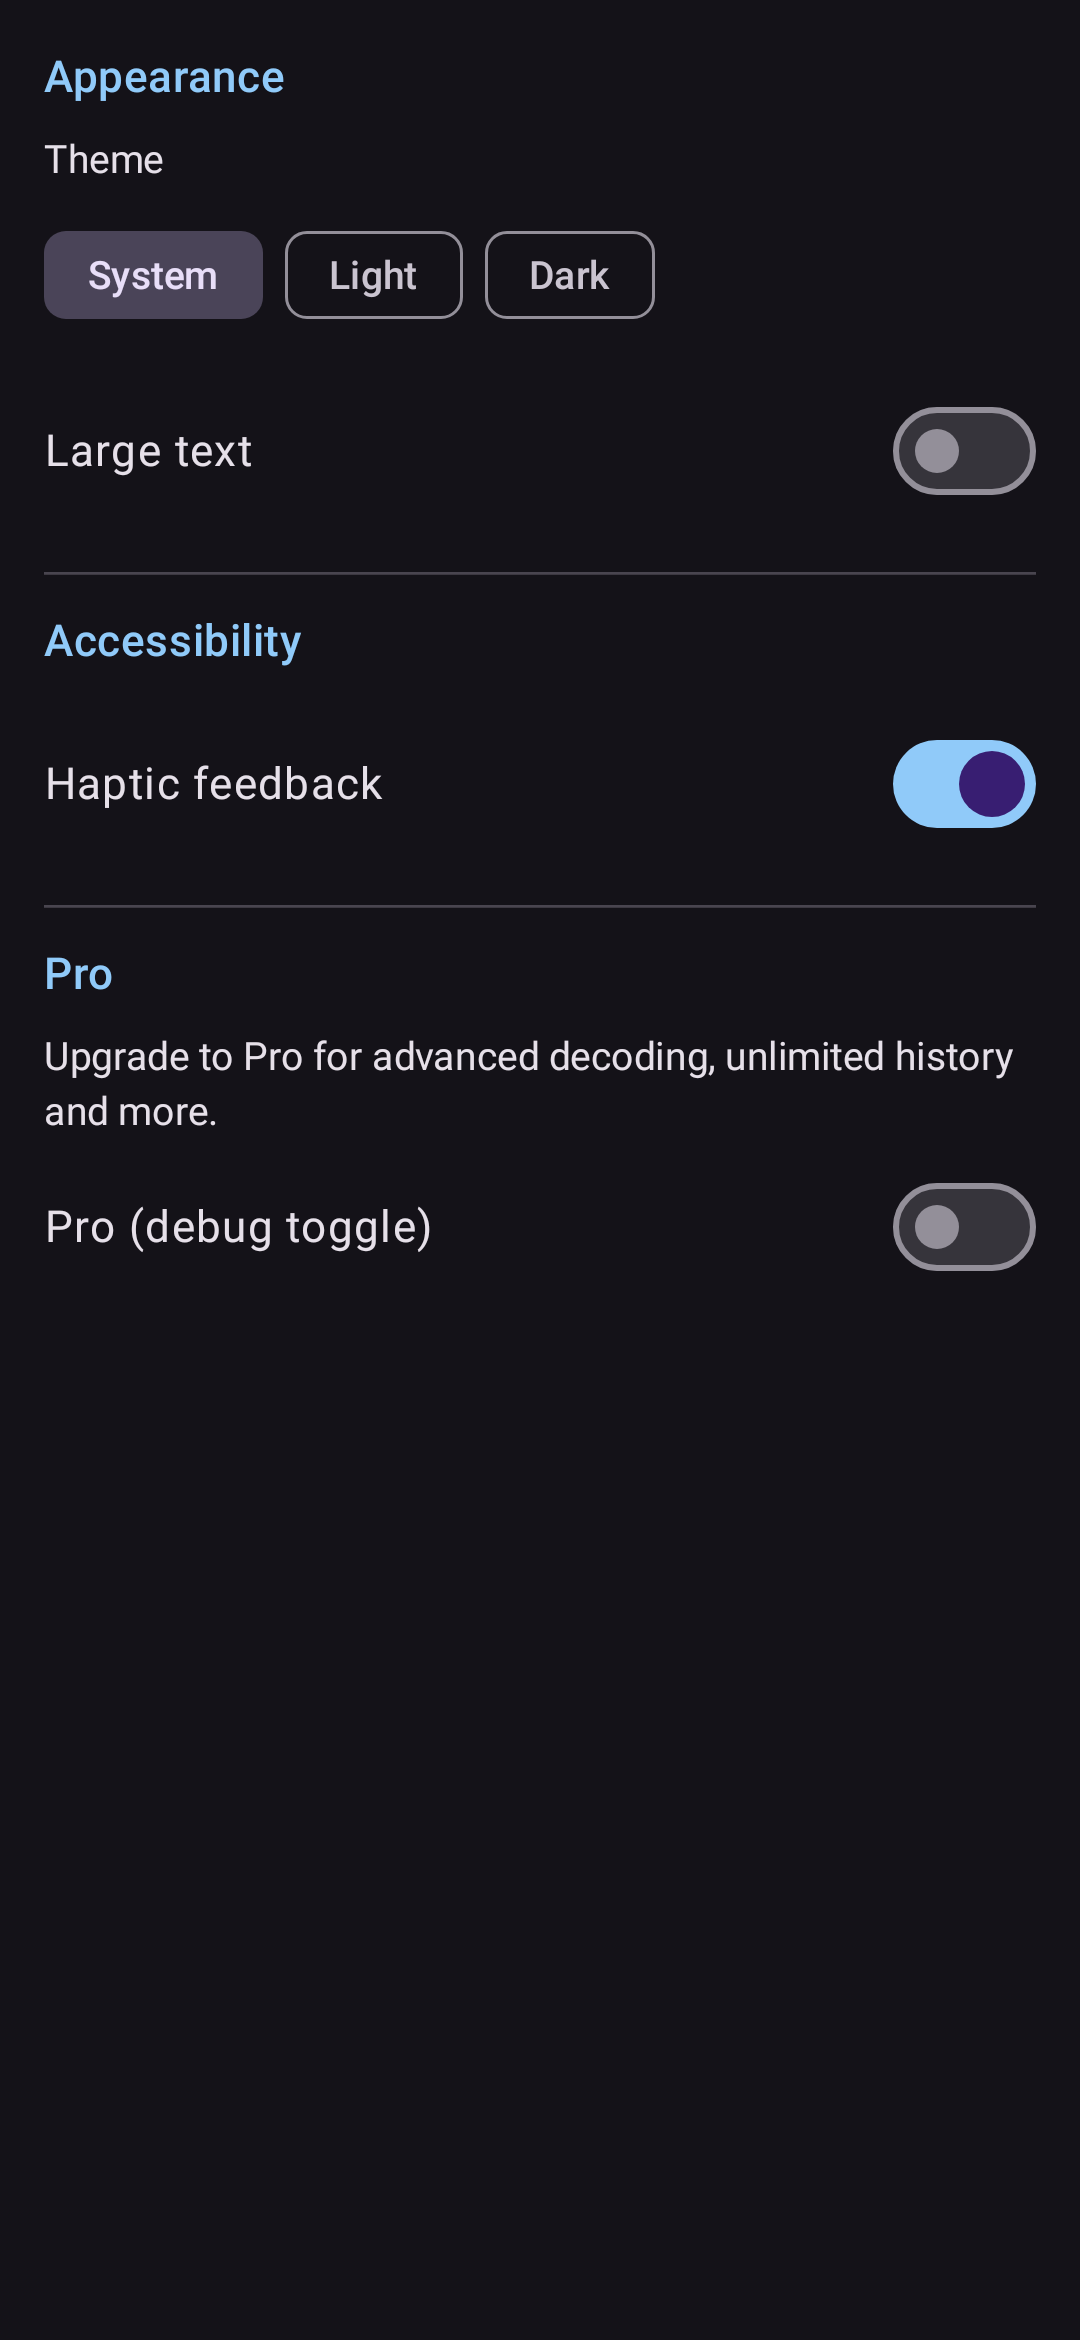 Appearance
Theme
System Light Dark
Large text
Accessibility
Haptic feedback
Pro
Upgrade to Pro for advanced decoding, unlimited history
and more.
Pro (debug toggle)